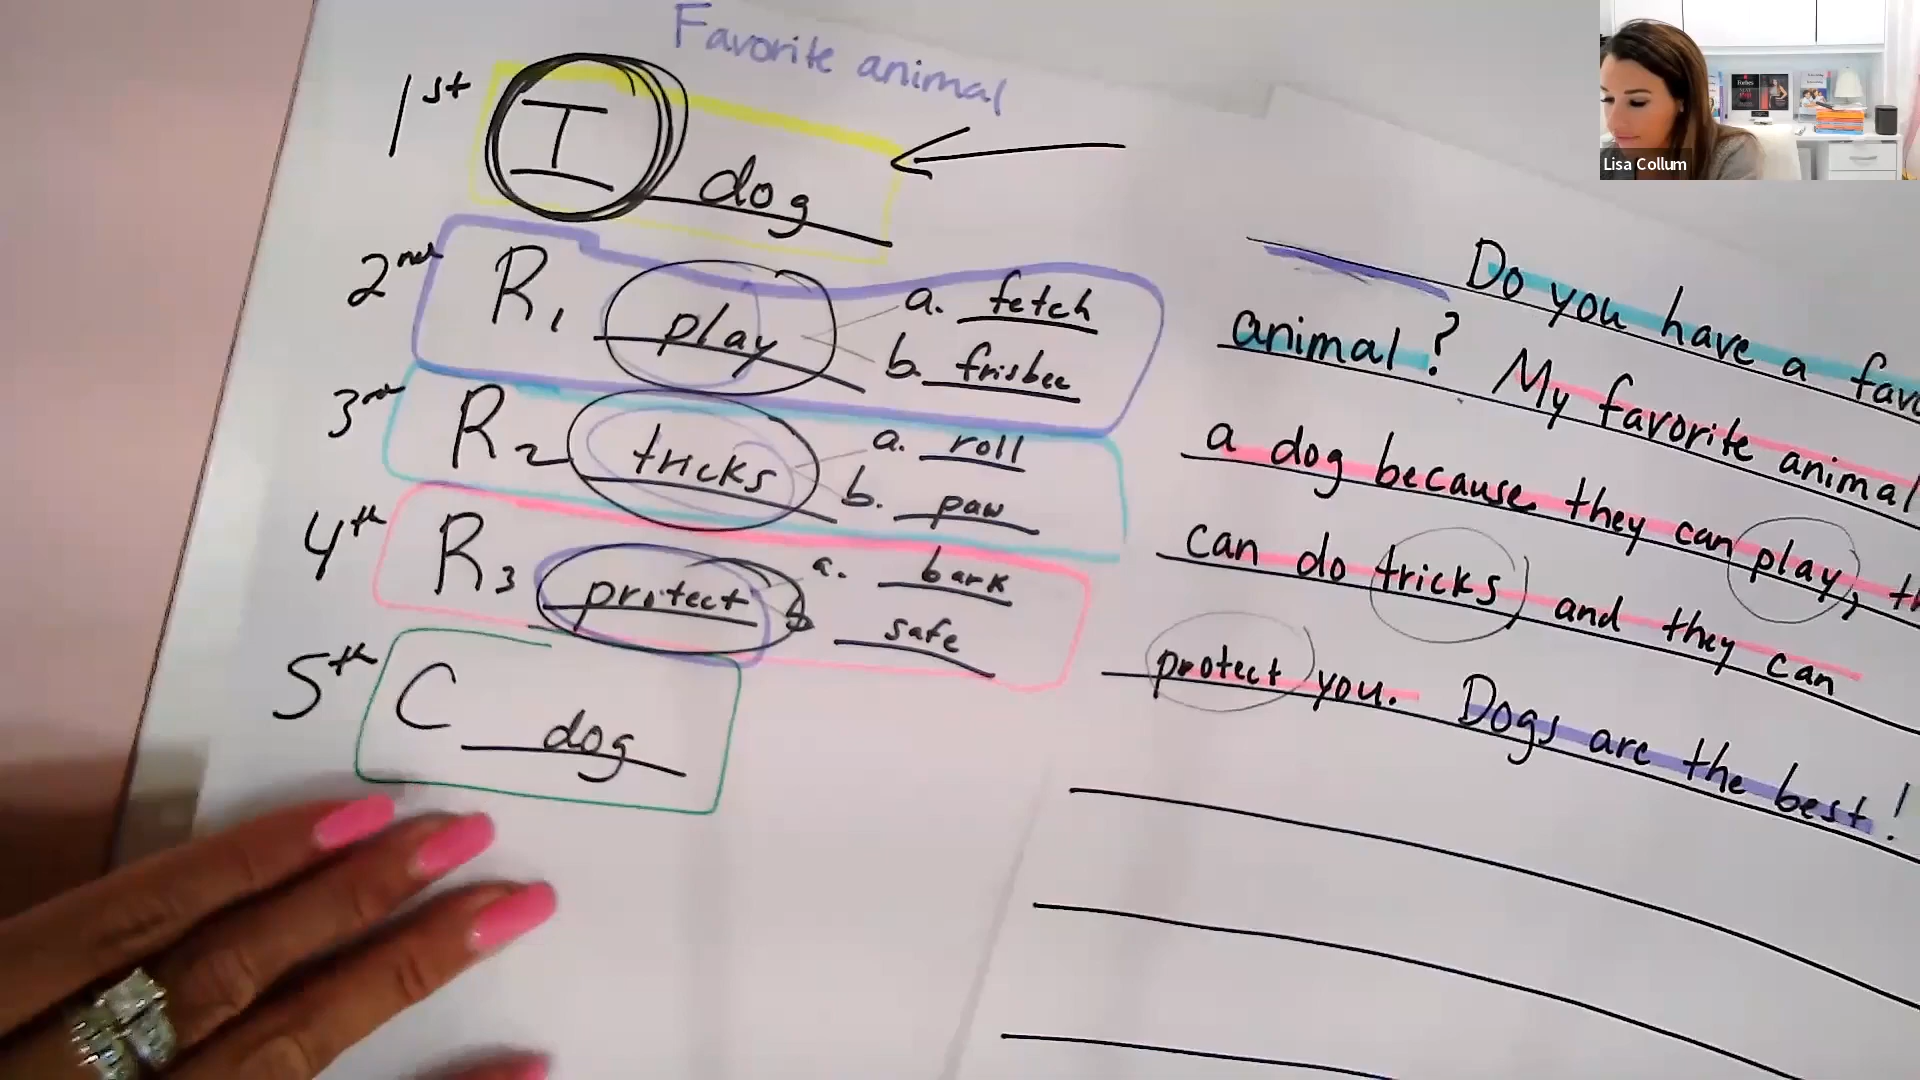 Favorite animal
1st I dog
2nd R1 play a. fetch
b. frisbee
3rd R2 tricks a. roll
b. paw
4th R3 protect a. bark
b safe
5th C dog
Do you have a fav
animal? My favorite animal
a dog because they can play, th
can do tricks, and they can
protect you. Dogs are the best!
Lisa Collum
Forbes